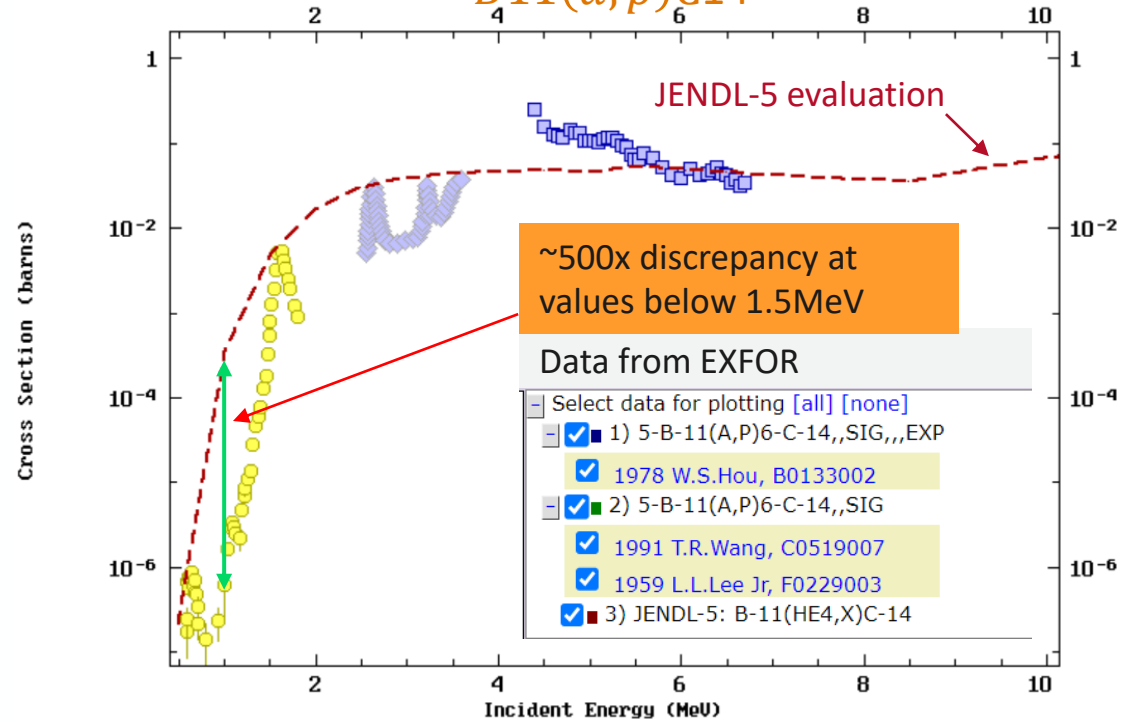 B11(α,p)C14
2 4 6 8 10
1 1
JENDL-5 evaluation
10⁻² 10⁻²
~500x discrepancy at
values below 1.5MeV
Data from EXFOR
Select data for plotting [all] [none]
10⁻⁴ 10⁻⁴
1) 5-B-11(A,P)6-C-14,,SIG,,,EXP
1978 W.S.Hou, B0133002
2) 5-B-11(A,P)6-C-14,,SIG
1991 T.R.Wang, C0519007
10⁻⁶ 10⁻⁶
1959 L.L.Lee Jr, F0229003
3) JENDL-5: B-11(HE4,X)C-14
2 4 6 8 10
Incident Energy (MeV)
Cross Section (barns)